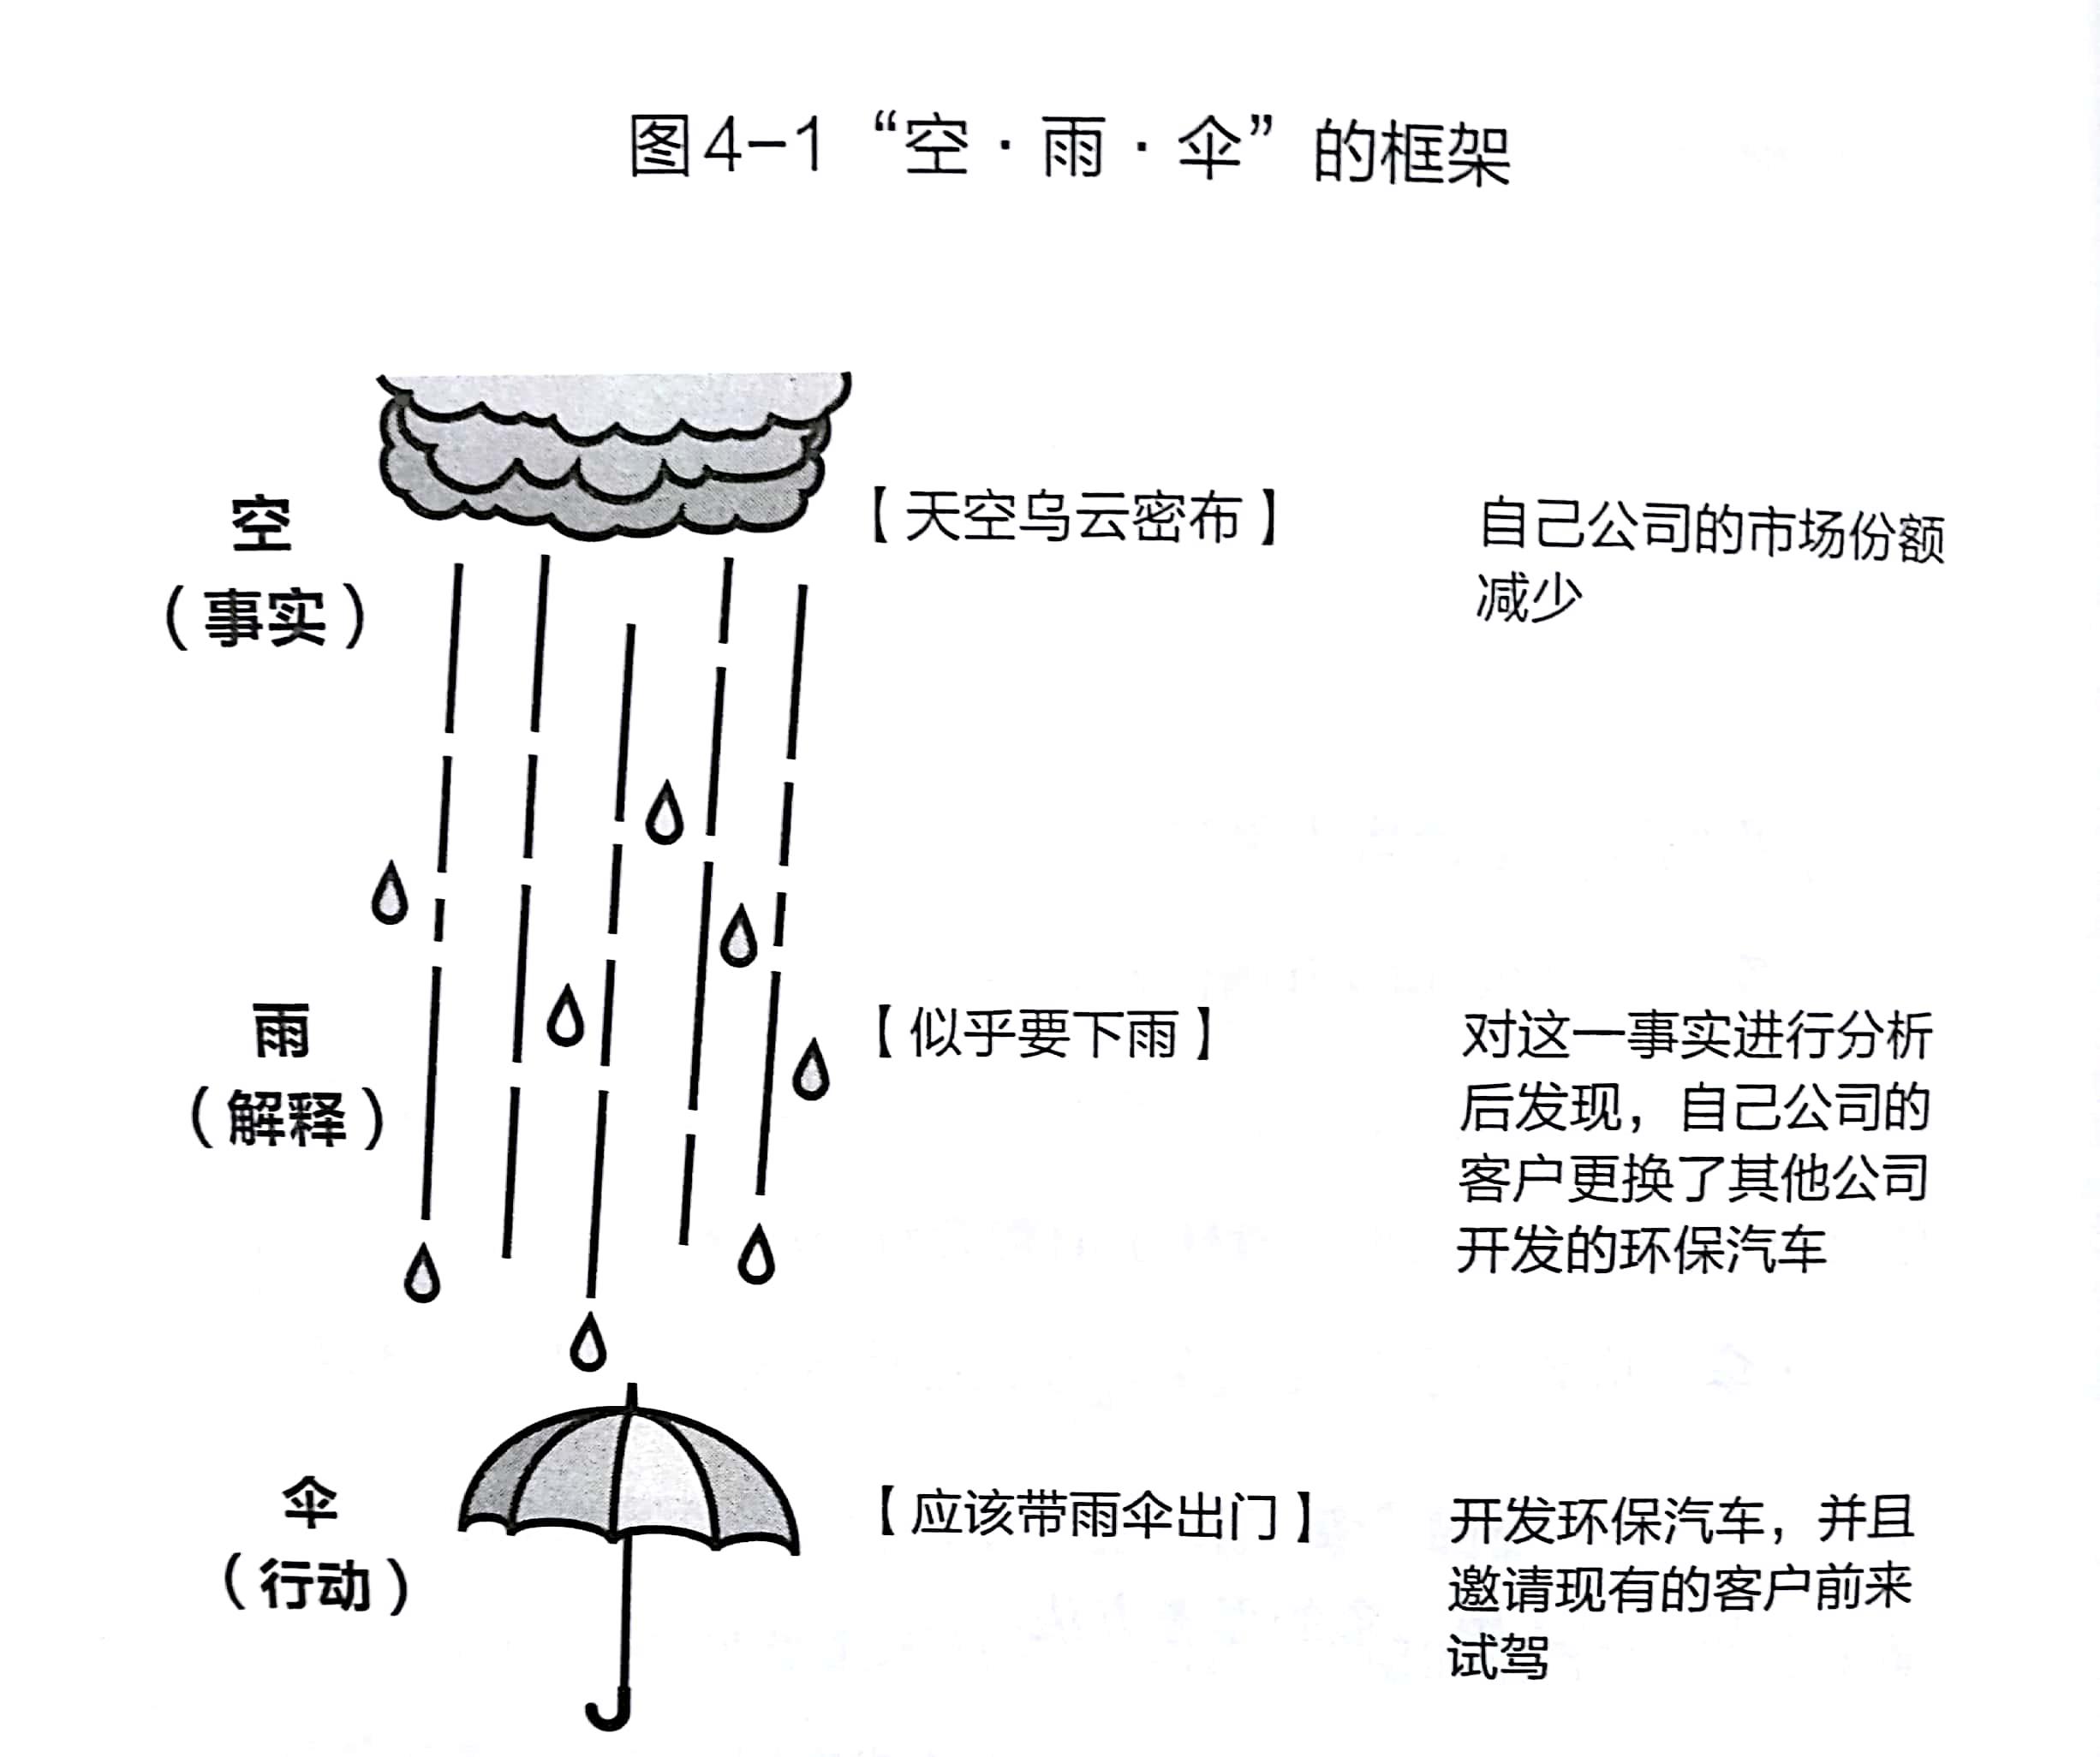 图4-1 “空·雨·伞”的框架
空
（事实）
【天空乌云密布】
自己公司的市场份额
减少
雨
（解释）
【似乎要下雨】
对这一事实进行分析
后发现，自己公司的
客户更换了其他公司
开发的环保汽车
伞
（行动）
【应该带雨伞出门】
开发环保汽车，并且
邀请现有的客户前来
试驾